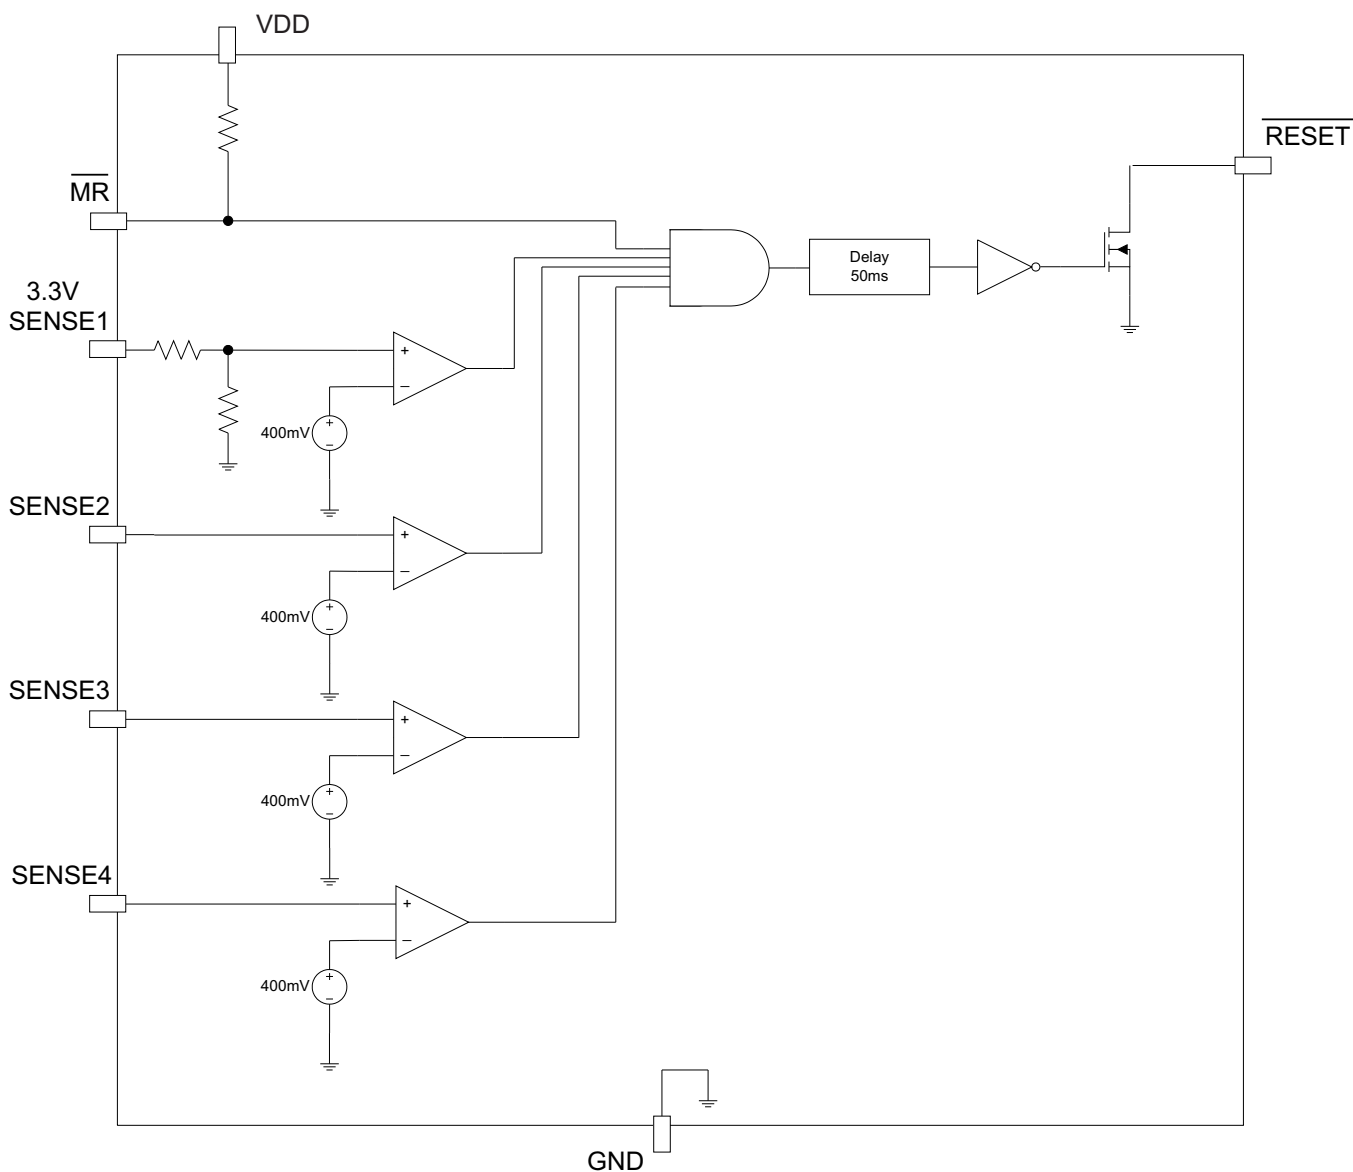 VDD
RESET
MR
Delay
50ms
3.3V
SENSE1
+
−
400mV
+
−
SENSE2
+
−
400mV
+
−
SENSE3
+
−
400mV
+
−
SENSE4
+
−
400mV
+
−
GND